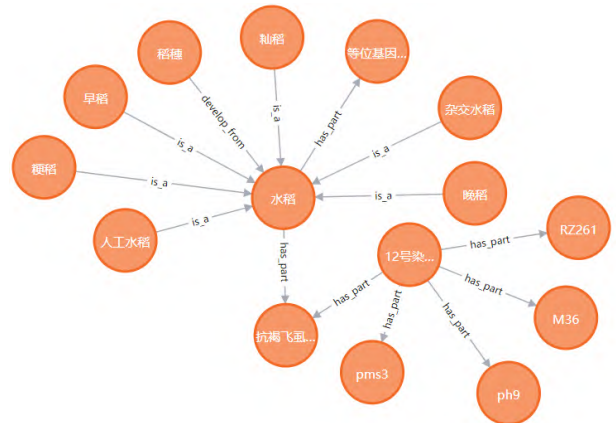 籼稻
稻穗
等位基因...
develop_from
is_a
has_part
早稻
杂交水稻
is_a
is_a
粳稻
is_a
水稻
is_a
晚稻
人工水稻
is_a
RZ261
has_part
12号染...
has_part
has_part
has_part
has_part
has_part
M36
抗褐飞虱...
pms3
ph9